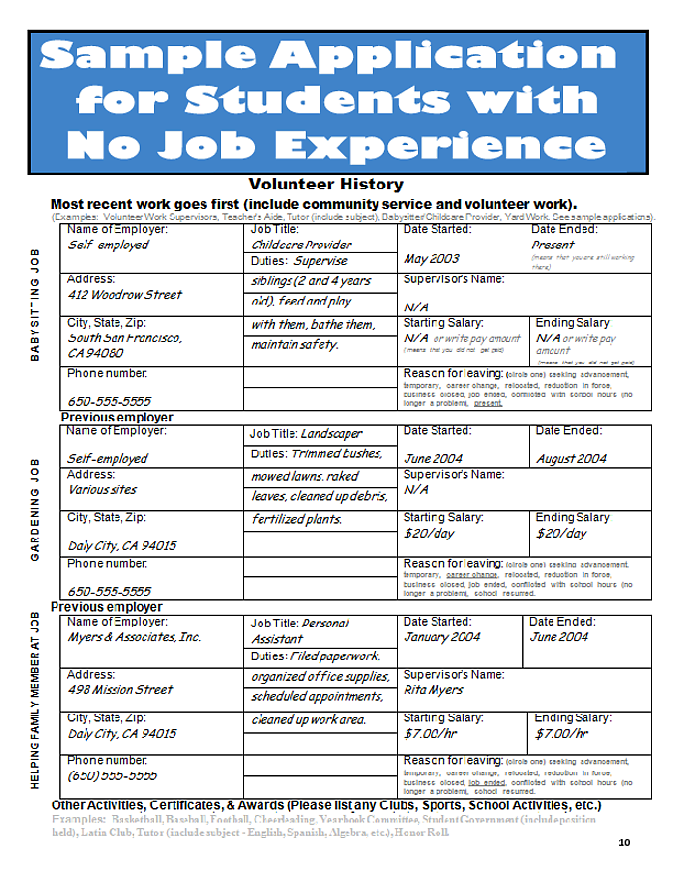 Sample Application
for Students with
No Job Experience
Volunteer History
Most recent work goes first (include community service and volunteer work).
(Examples: Volunteer Work Supervisors, Teacher's Aide, Tutor (include subject), Babysitter/Childcare Provider, Yard Work. See sample applications).
BABYSITTING JOB
Name of Employer:
Self-employed
Job Title:
Childcare Provider
Duties: Supervise
Date Started:
May 2003
Date Ended:
Present
(means that you are still working
there)
Address:
412 Woodrow Street
siblings (2 and 4 years
old), feed and play
Supervisor's Name:
N/A
City, State, Zip:
South San Francisco,
CA 94080
with them, bathe them,
maintain safety.
Starting Salary:
N/A or write pay amount
(means that you did not get paid)
Ending Salary
N/A or write pay
amount
(means that you did not get paid)
Phone number:
650-555-5555
Reason for leaving: (circle one) seeking advancement,
temporary, career change, relocated, reduction in force,
business closed, job ended, conflicted with school hours (no
longer a problem), present.
Previous employer
GARDENING JOB
Name of Employer:
Self-employed
Job Title: Landscaper
Duties: Trimmed bushes,
Date Started:
June 2004
Date Ended:
August 2004
Address:
Various sites
mowed lawns, raked
leaves, cleaned up debris,
Supervisor's Name:
N/A
City, State, Zip:
Daly City, CA 94015
fertilized plants.
Starting Salary:
$20/day
Ending Salary
$20/day
Phone number:
650-555-5555
Reason for leaving: (circle one) seeking advancement,
temporary, career change, relocated, reduction in force,
business closed, job ended, conflicted with school hours (no
longer a problem), school resumed.
Previous employer
HELPING FAMILY MEMBER AT JOB
Name of Employer:
Myers & Associates, Inc.
Job Title: Personal
Assistant
Duties: Filed paperwork,
Date Started:
January 2004
Date Ended:
June 2004
Address:
498 Mission Street
organized office supplies,
scheduled appointments,
Supervisor's Name:
Rita Myers
City, State, Zip:
Daly City, CA 94015
cleaned up work area.
Starting Salary:
$7.00/hr
Ending Salary:
$7.00/hr
Phone number:
(650) 555-5555
Reason for leaving: (circle one) seeking advancement,
temporary, career change, relocated, reduction in force,
business closed, job ended, conflicted with school hours (no
longer a problem), school resumed.
Other Activities, Certificates, & Awards (Please list any Clubs, Sports, School Activities, etc.)
Examples: Basketball, Baseball, Football, Cheerleading, Yearbook Committee, Student Government (include position
held), Latin Club, Tutor (include subject - English, Spanish, Algebra, etc.), Honor Roll.
10